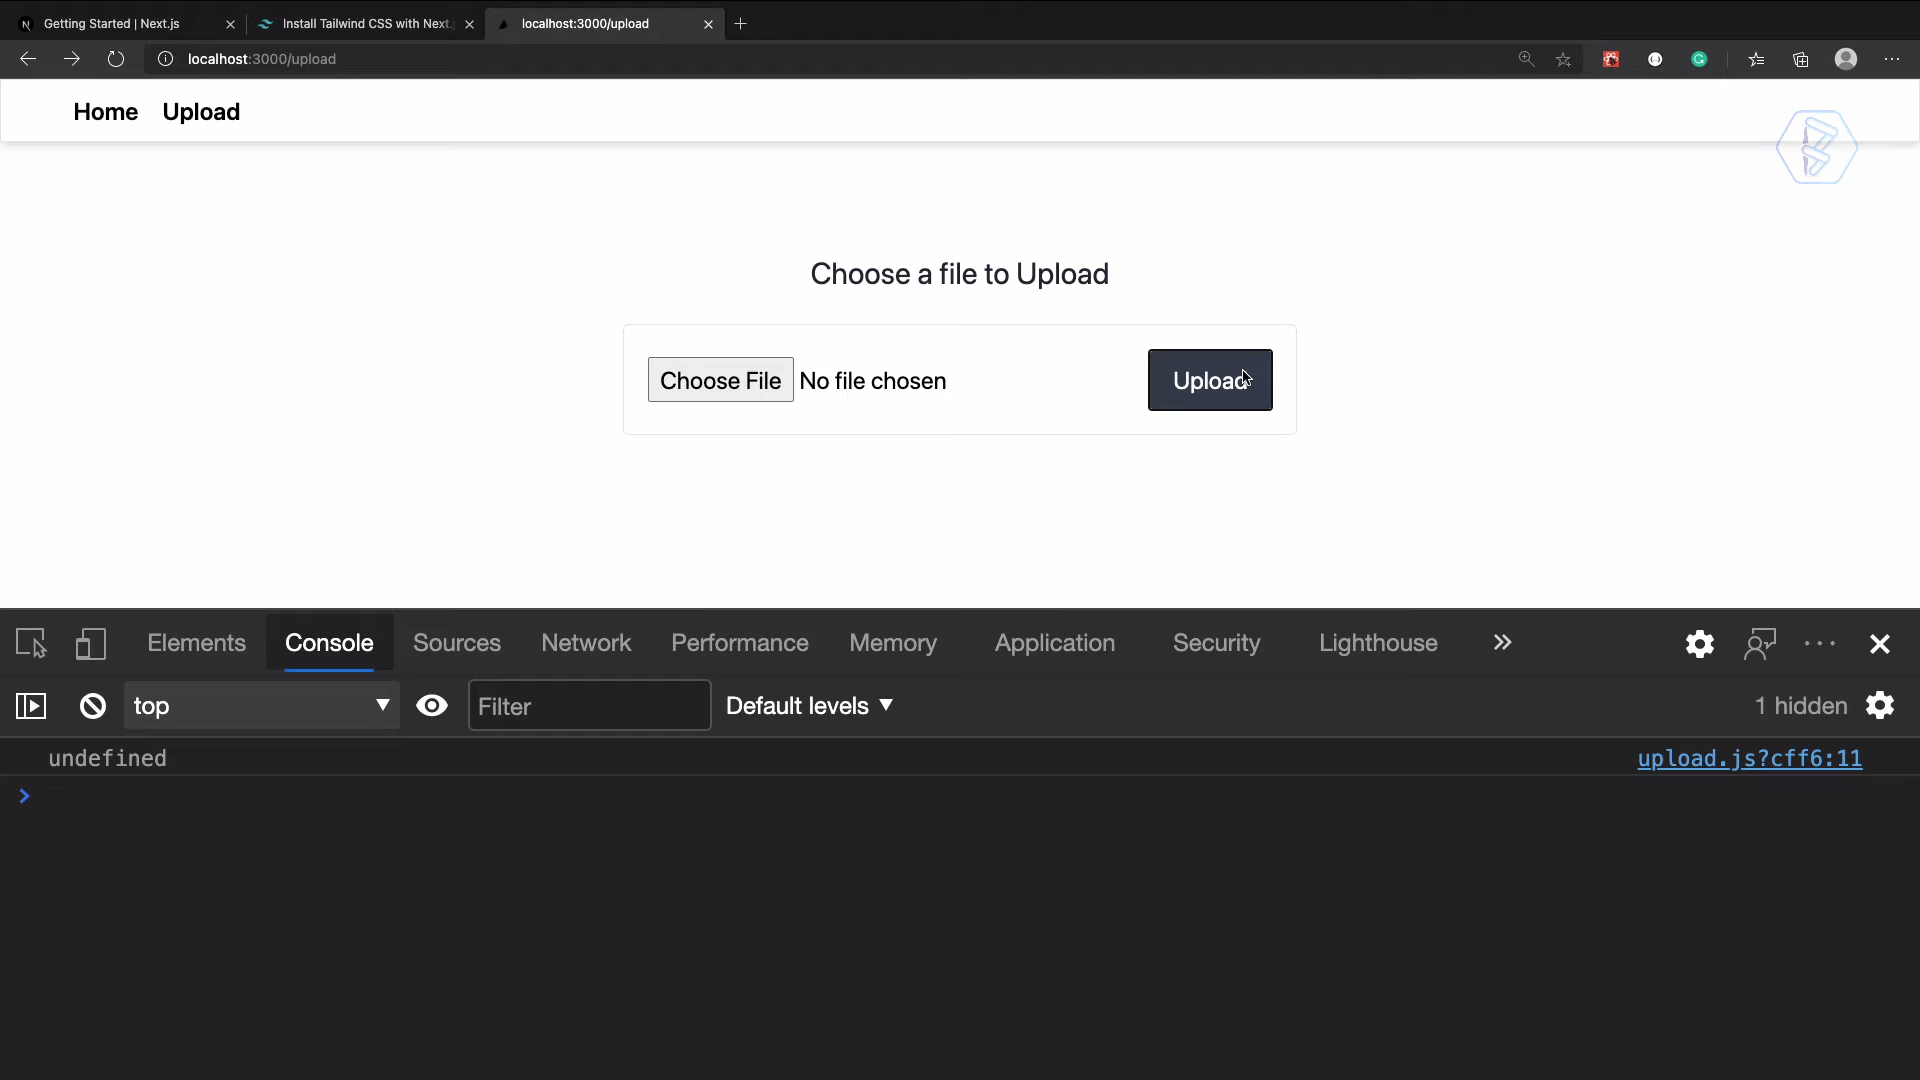 Getting Started | Next.js
Install Tailwind CSS with Next.
localhost:3000/upload
localhost:3000/upload
Home Upload
Choose a file to Upload
Choose File No file chosen Upload
Elements Console Sources Network Performance Memory Application Security Lighthouse
top Filter Default levels 1 hidden
undefined upload.js?cff6:11